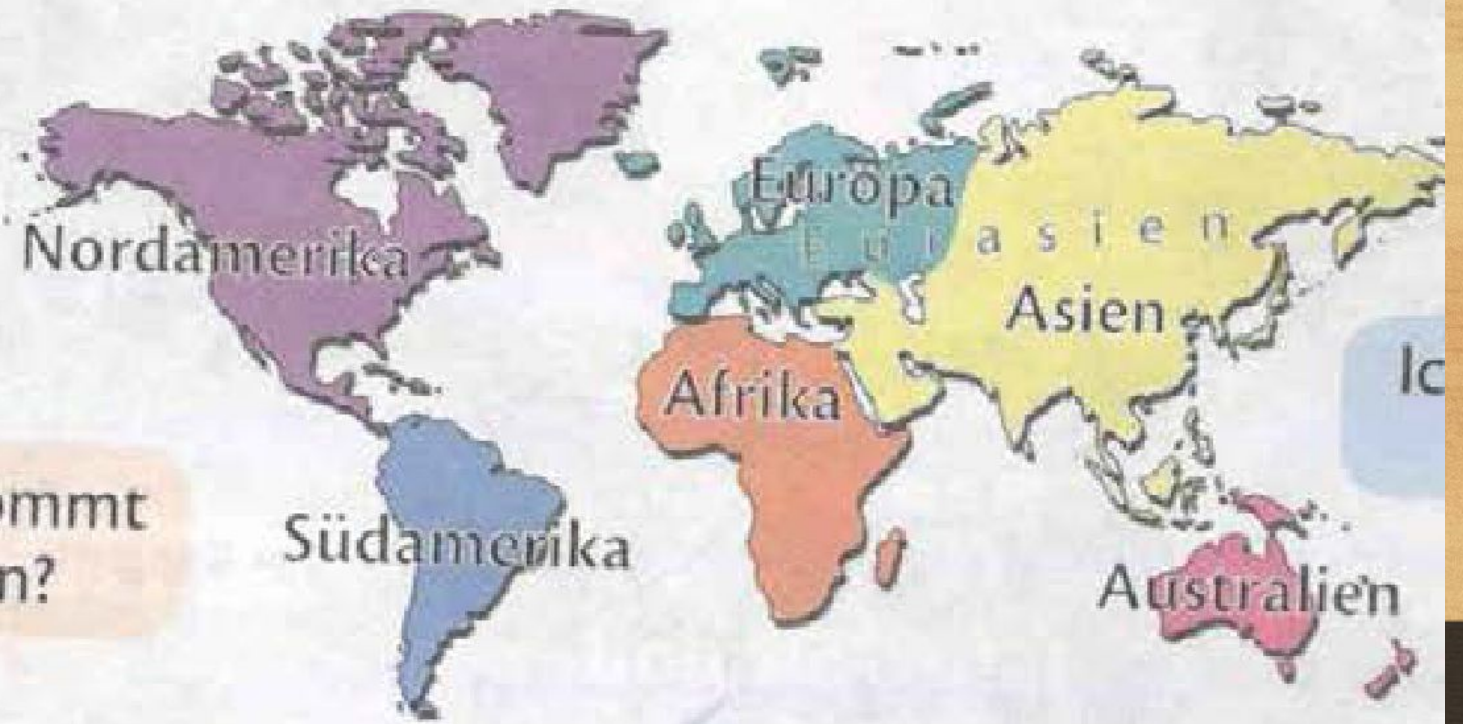 Europa
Eurasien
Nordamerika
Asien
Afrika
Ic
ommt
n?
Südamerika
Australien